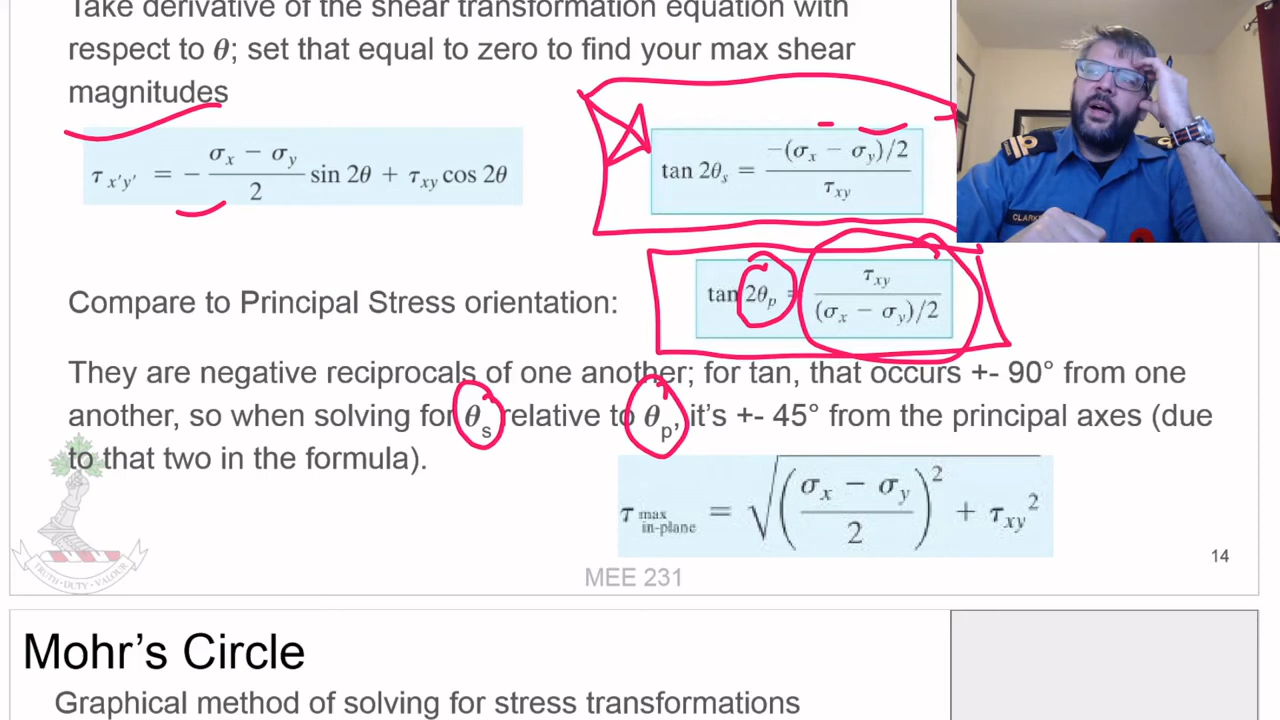 Take derivative of the shear transformation equation with
respect to θ; set that equal to zero to find your max shear
magnitudes
τ x'y' = − (σx − σy)/2 sin 2θ + τxy cos 2θ
tan 2θs = −(σx − σy)/2 / τxy
Compare to Principal Stress orientation:
tan 2θp = τxy / (σx − σy)/2
They are negative reciprocals of one another; for tan, that occurs +- 90° from one
another, so when solving for θs relative to θp, it's +- 45° from the principal axes (due
to that two in the formula).
τ max in-plane = √((σx − σy)/2)² + τxy²
TRUTH·DUTY·VALOUR
MEE 231
14
Mohr's Circle
Graphical method of solving for stress transformations